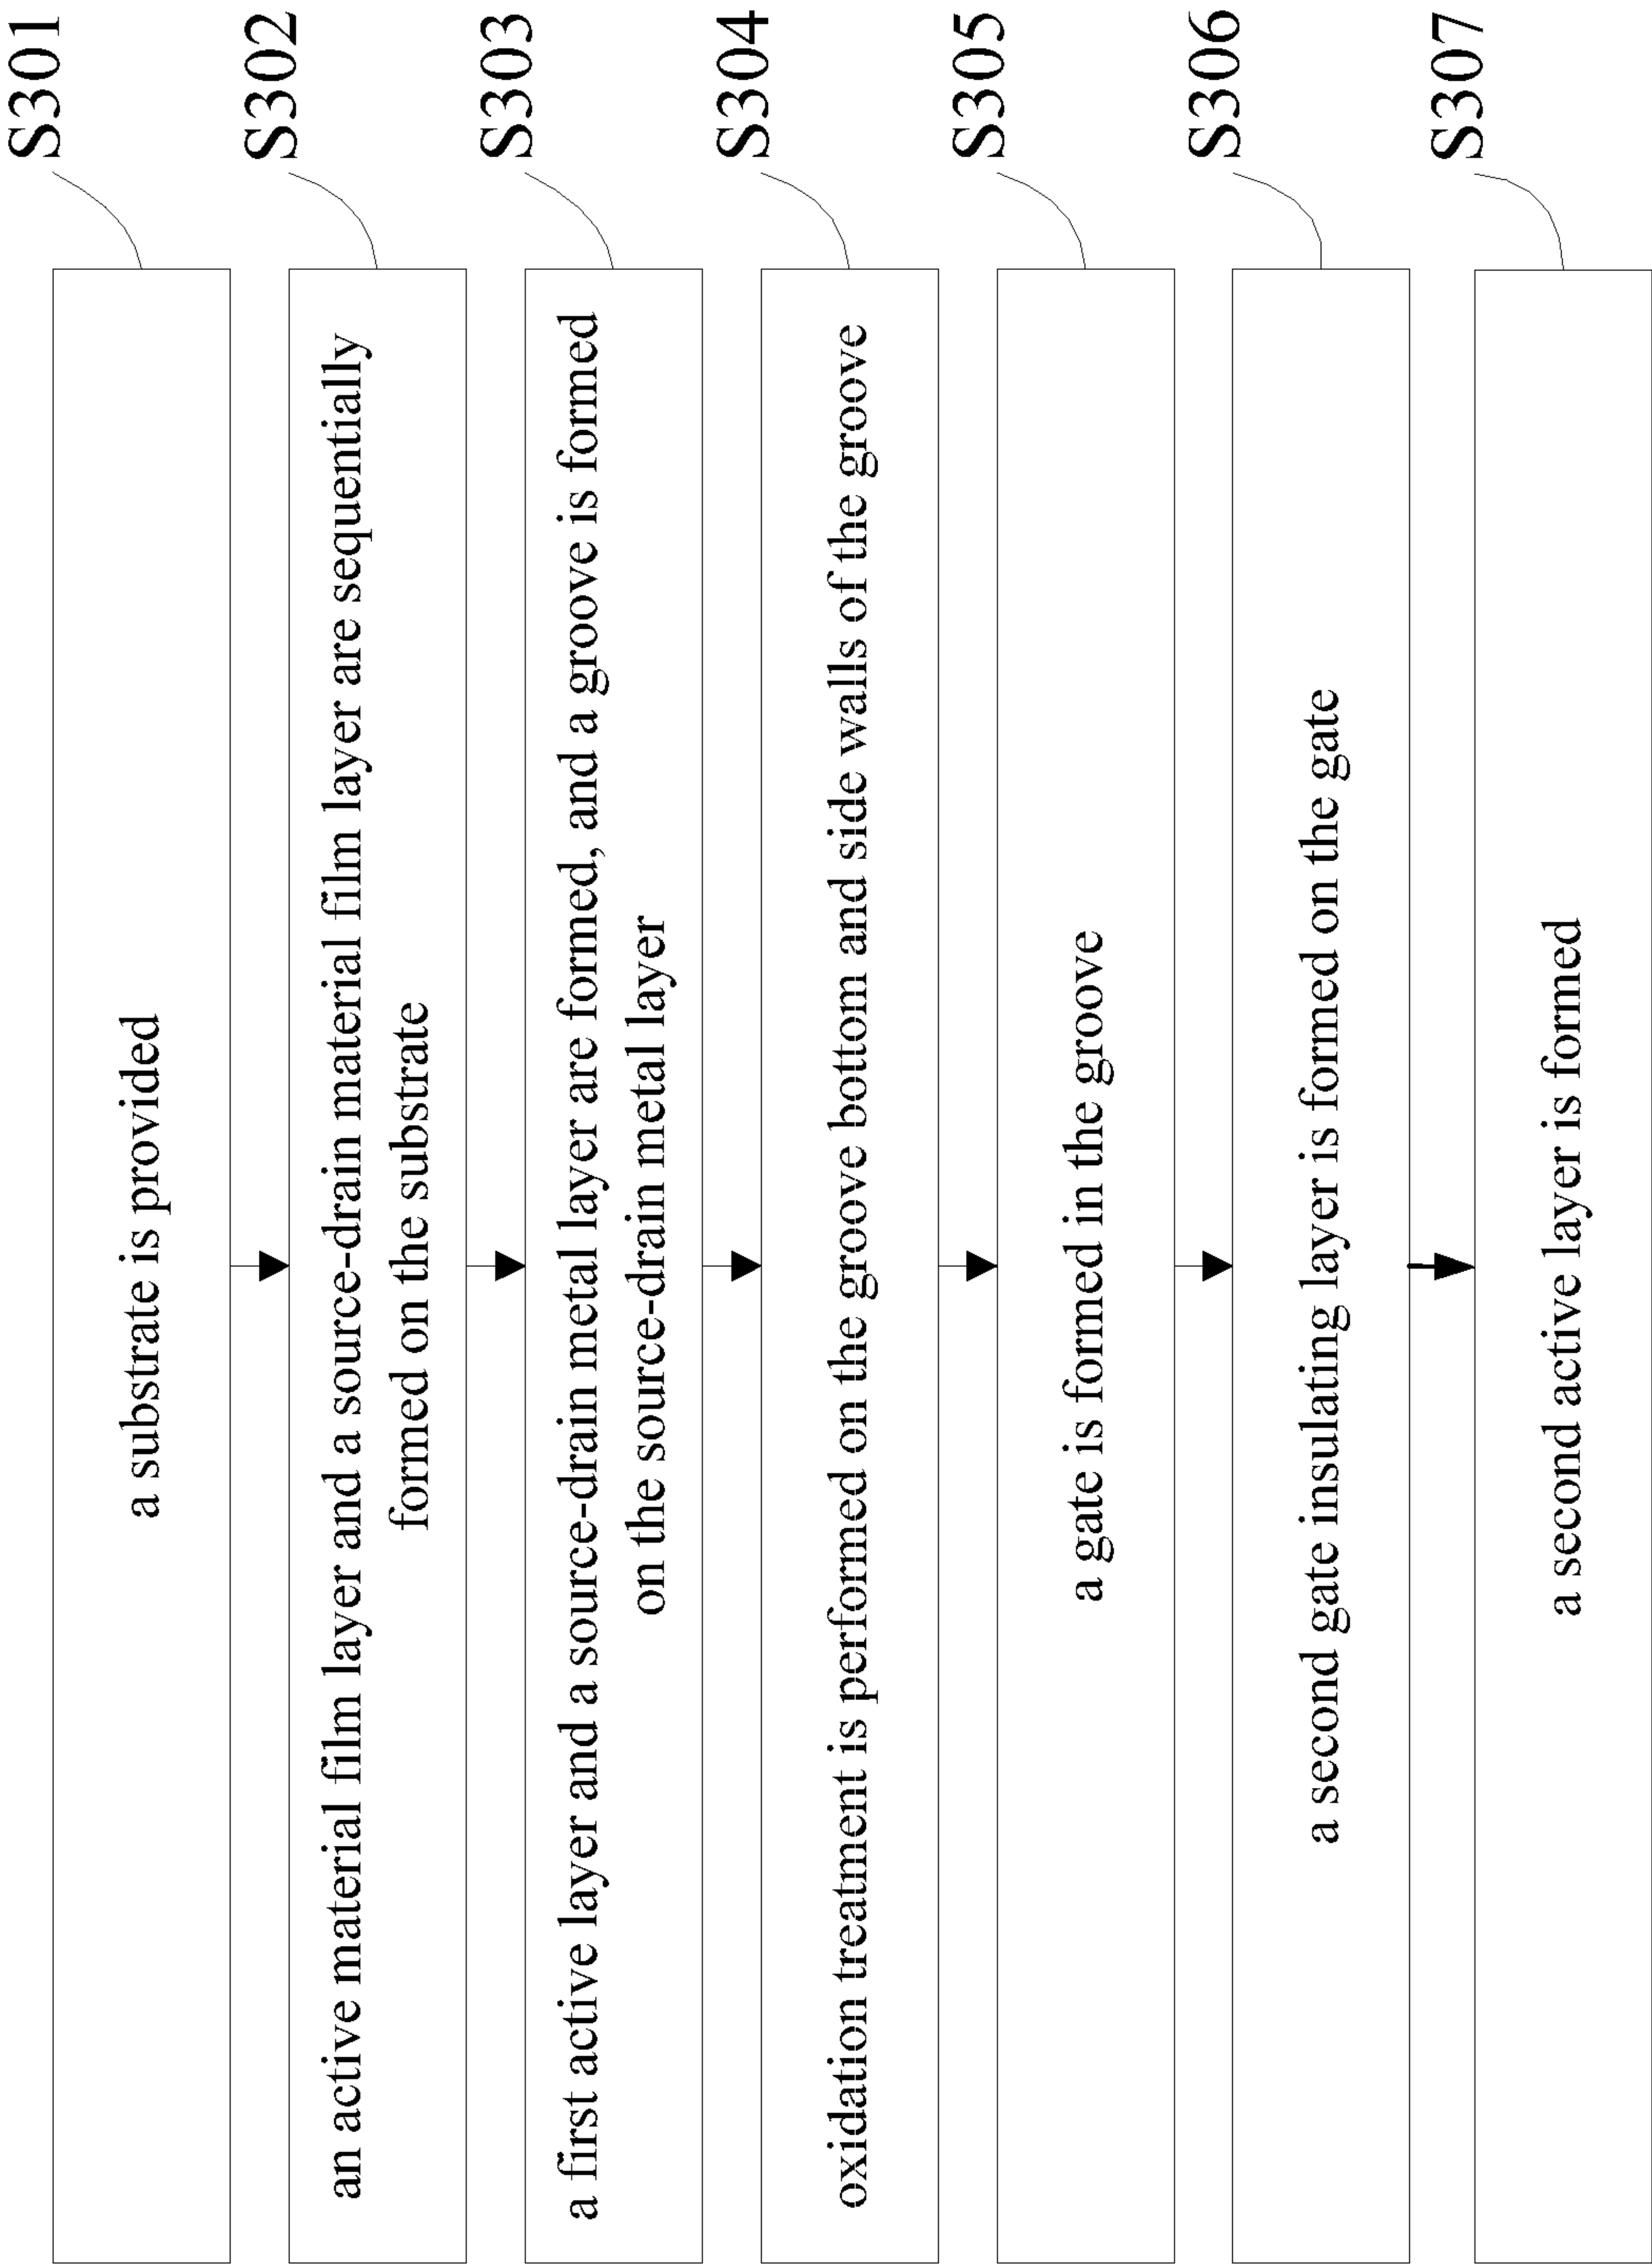 a substrate is provided
S301
an active material film layer and a source-drain material film layer are sequentially
formed on the substrate
S302
a first active layer and a source-drain metal layer are formed, and a groove is formed
on the source-drain metal layer
S303
oxidation treatment is performed on the groove bottom and side walls of the groove
S304
a gate is formed in the groove
S305
a second gate insulating layer is formed on the gate
S306
a second active layer is formed
S307